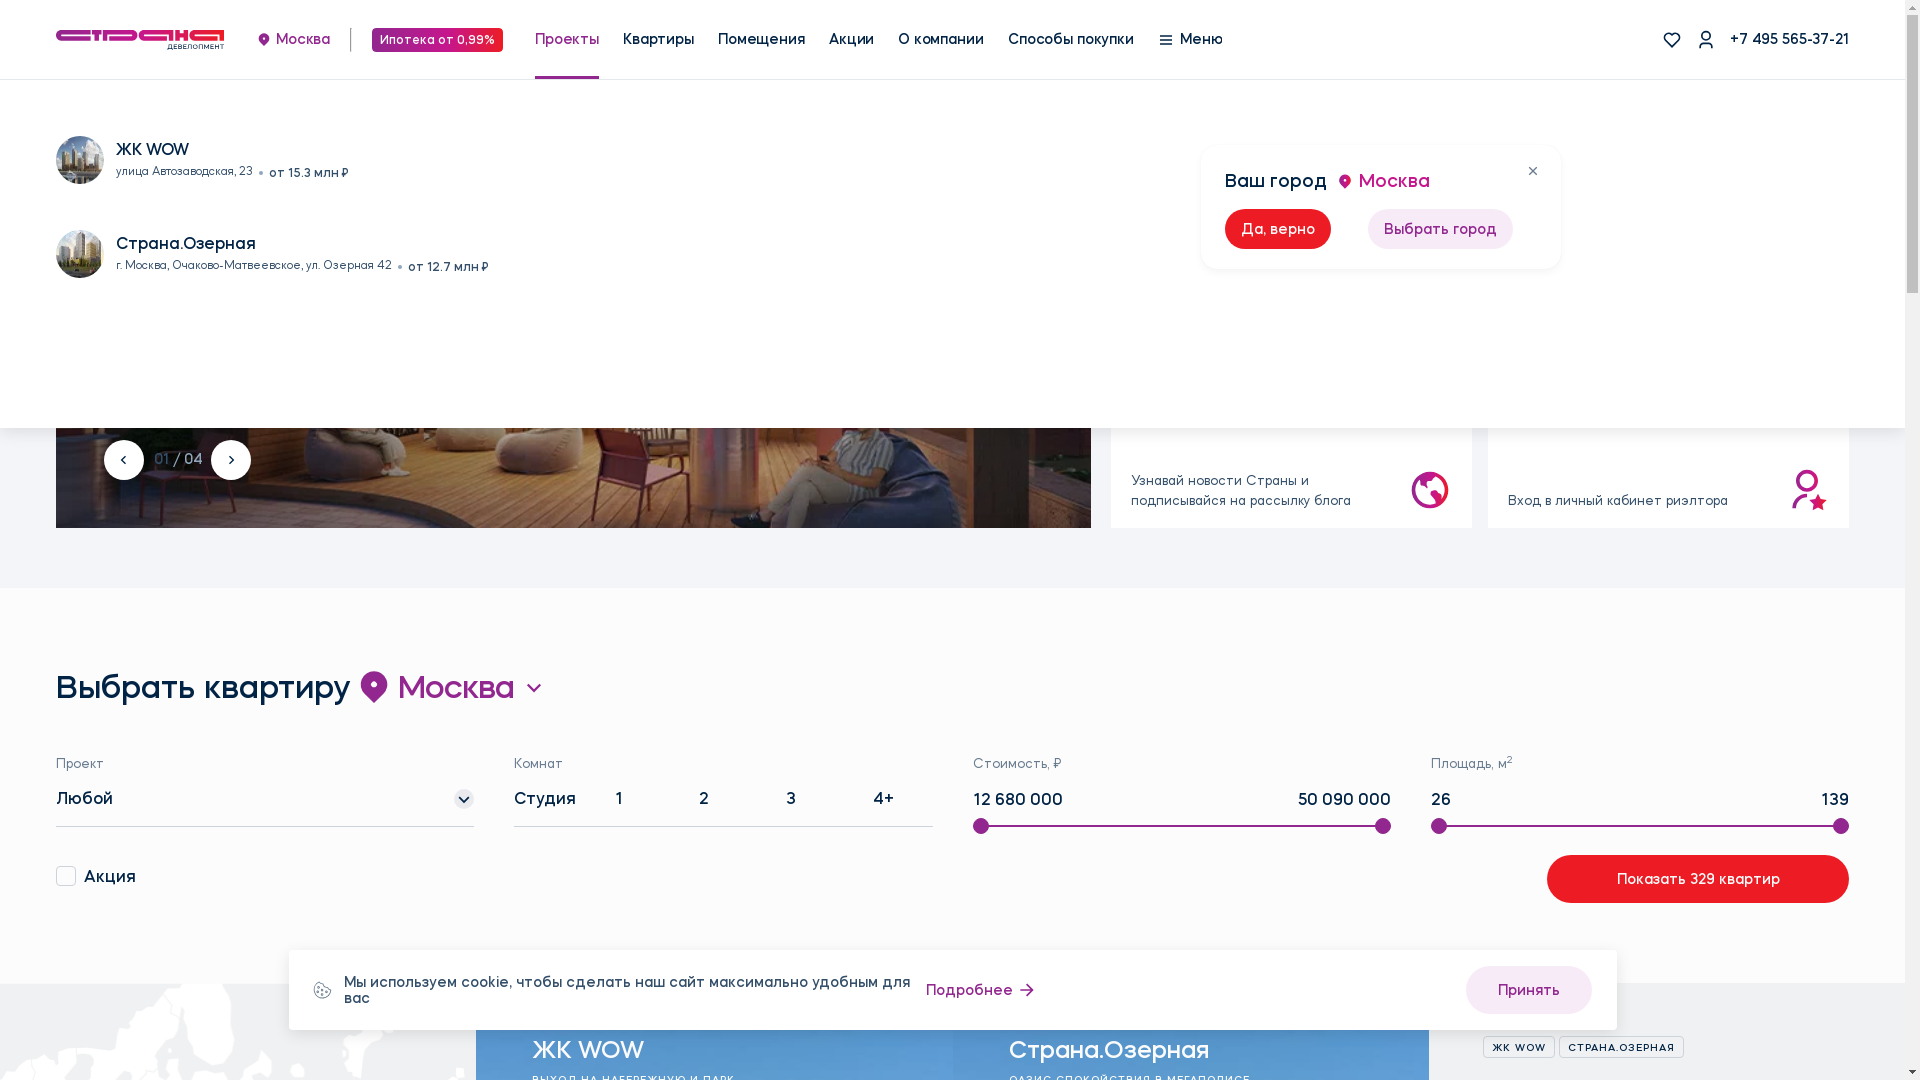 страна
ДЕВЕЛОПМЕНТ
Москва
Ипотека от 0,99%
Проекты
Квартиры
Помещения
Акции
О компании
Способы покупки
Меню
+7 495 565-37-21
ЖК WOW
улица Автозаводская, 23 • от 15.3 млн ₽
Страна.Озерная
г. Москва, Очаково-Матвеевское, ул. Озерная 42 • от 12.7 млн ₽
Ваш город Москва
Да, верно
Выбрать город
01 / 04
Узнавай новости Страны и
подписывайся на рассылку блога
Вход в личный кабинет риэлтора
Выбрать квартиру Москва
Проект
Любой
Комнат
Студия 1 2 3 4+
Стоимость, ₽
12 680 000 50 090 000
Площадь, м2
26 139
Акция
Показать 329 квартир
Мы используем cookie, чтобы сделать наш сайт максимально удобным для
вас
Подробнее
Принять
ЖК WOW
ВЫХОД НА НАБЕРЕЖНУЮ И ПАРК
Страна.Озерная
ОАЗИС СПОКОЙСТВИЯ В МЕГАПОЛИСЕ
ЖК WOW
СТРАНА.ОЗЕРНАЯ